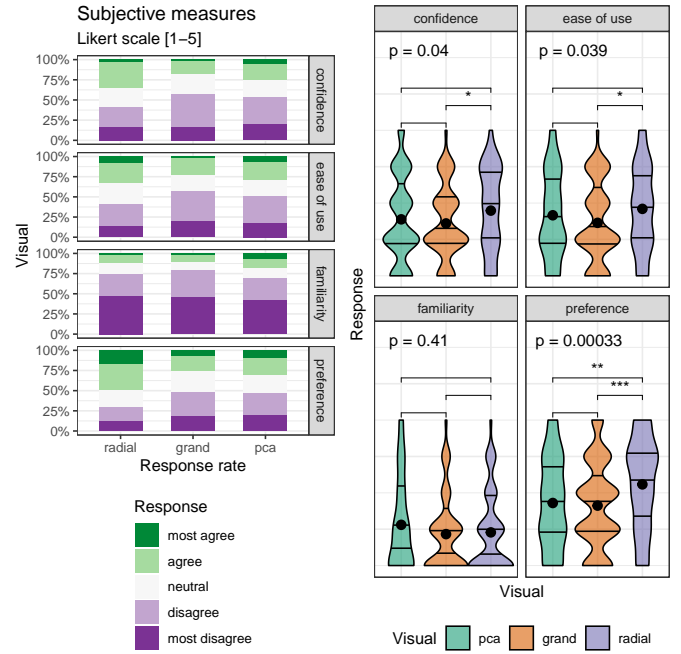 Subjective measures
Likert scale [1−5]
Visual
100%
75%
50%
25%
0%
confidence
100%
75%
50%
25%
0%
ease of use
100%
75%
50%
25%
0%
familiarity
100%
75%
50%
25%
0%
preference
radial
grand
pca
Response rate
Response
most agree
agree
neutral
disagree
most disagree
Response
confidence
p = 0.04
*
ease of use
p = 0.039
*
familiarity
p = 0.41
preference
p = 0.00033
**
***
Visual
Visual
pca
grand
radial